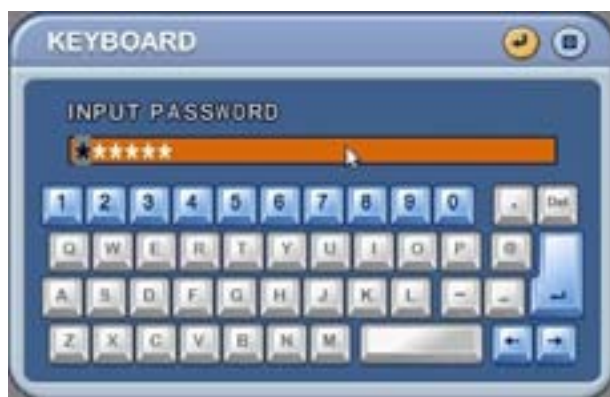 KEYBOARD
INPUT PASSWORD
******
1 2 3 4 5 6 7 8 9 0 . Del
Q W E R T Y U I O P @
A S D F G H J K L - _
Z X C V B N M